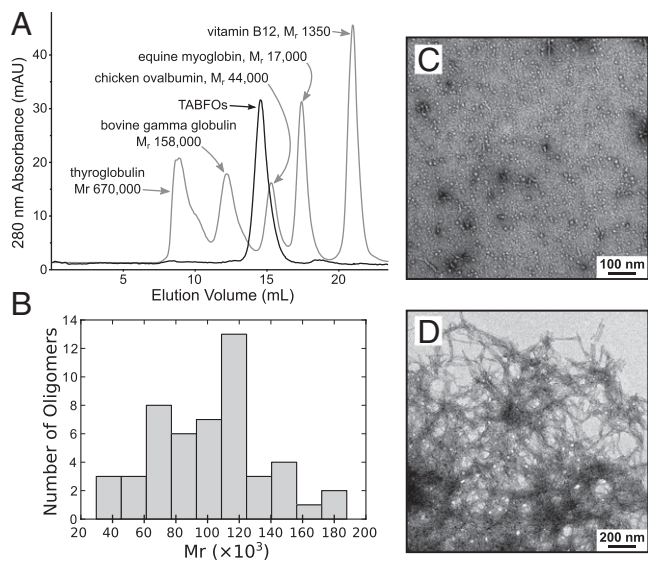 A
280 nm Absorbance (mAU)
40
30
20
10
0
5
10
15
20
Elution Volume (mL)
vitamin B12, Mr 1350
equine myoglobin, Mr 17,000
chicken ovalbumin, Mr 44,000
TABFOs
bovine gamma globulin
Mr 158,000
thyroglobulin
Mr 670,000
B
Number of Oligomers
14
12
10
8
6
4
2
0
20
40
60
80
100
120
140
160
180
200
Mr (×10³)
C
100 nm
D
200 nm